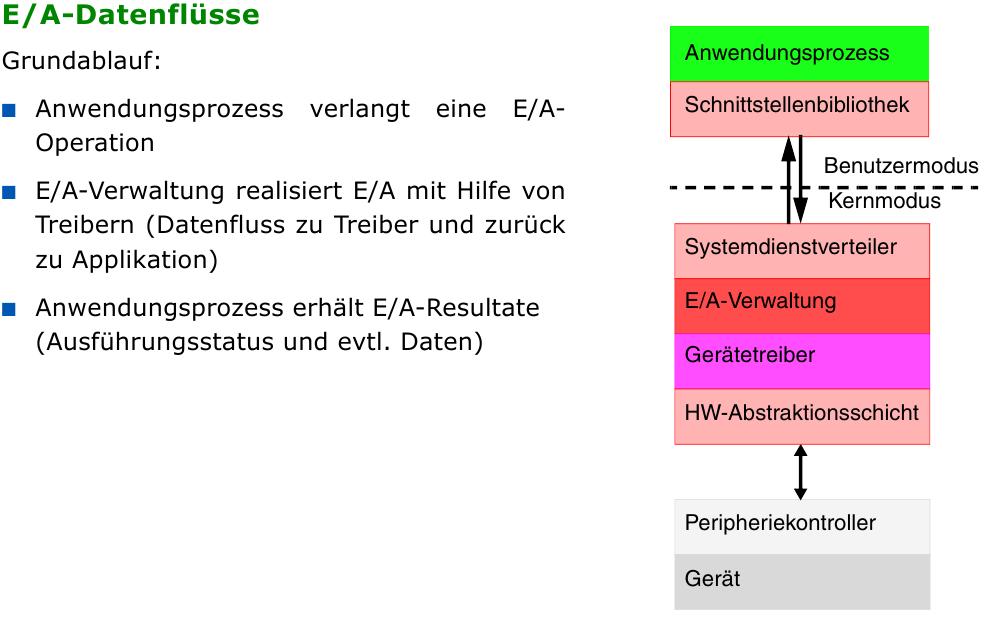 E/A-Datenflüsse
Grundablauf:
Anwendungsprozess verlangt eine E/A-
Operation
E/A-Verwaltung realisiert E/A mit Hilfe von
Treibern (Datenfluss zu Treiber und zurück
zu Applikation)
Anwendungsprozess erhält E/A-Resultate
(Ausführungsstatus und evtl. Daten)
Anwendungsprozess
Schnittstellenbibliothek
Benutzermodus
Kernmodus
Systemdienstverteiler
E/A-Verwaltung
Gerätetreiber
HW-Abstraktionsschicht
Peripheriekontroller
Gerät